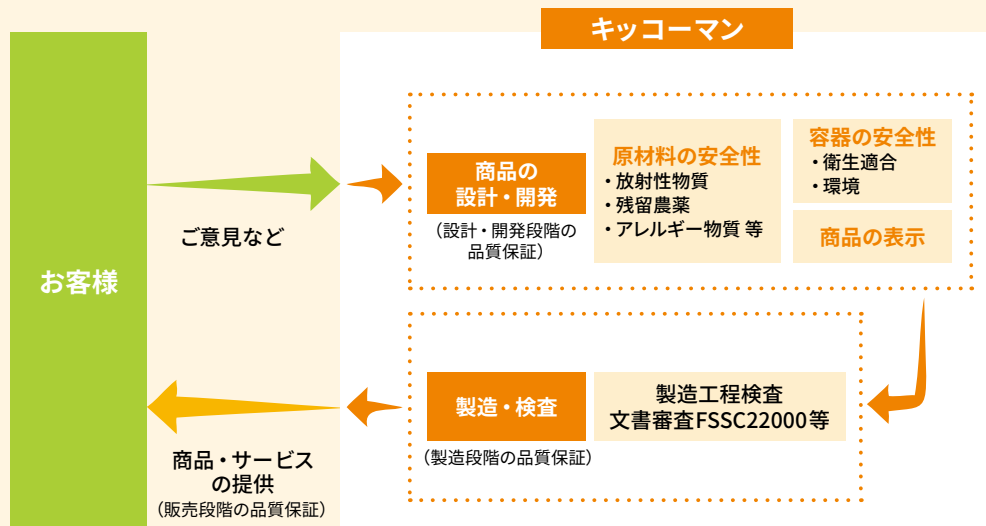 キッコーマン
お客様
ご意見など
商品の
設計・開発
（設計・開発段階の
品質保証）
原材料の安全性
・放射性物質
・残留農薬
・アレルギー物質 等
容器の安全性
・衛生適合
・環境
商品の表示
製造・検査
（製造段階の品質保証）
製造工程検査
文書審査FSSC22000等
商品・サービス
の提供
（販売段階の品質保証）